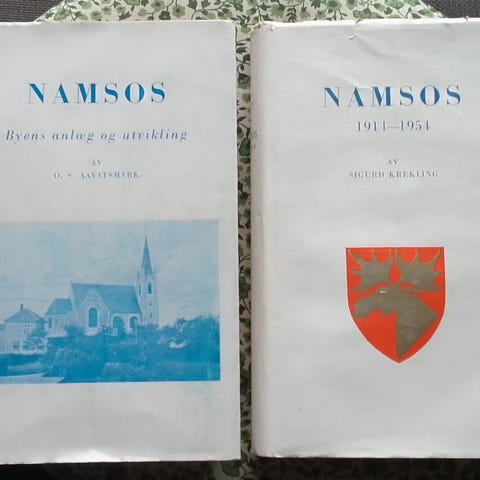 NAMSOS
Byens anlæg og utvikling
AV
O. S. AAVATSMARK
NAMSOS
1914—1954
AV
SIGURD KREKLING